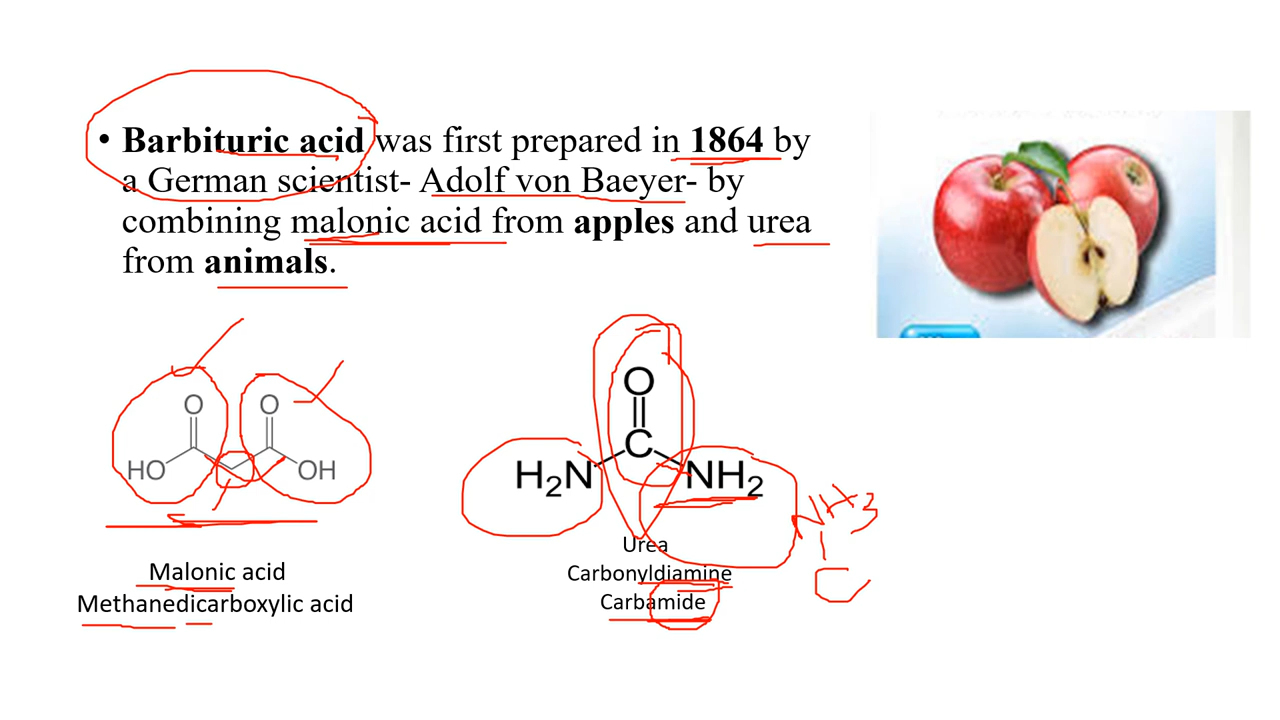 • Barbituric acid was first prepared in 1864 by
a German scientist- Adolf von Baeyer- by
combining malonic acid from apples and urea
from animals.
O O
HO OH
O
C
H₂N NH₂
NH3
C
Urea
Carbonyldiamine
Carbamide
Malonic acid
Methanedicarboxylic acid